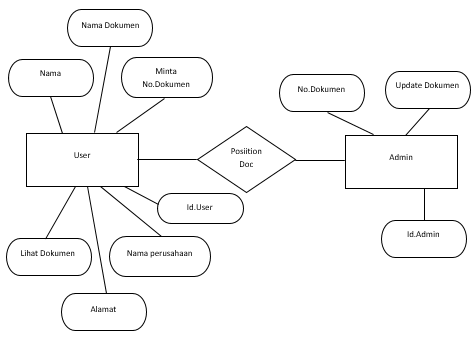 Nama Dokumen
Nama
Minta
No.Dokumen
No.Dokumen
Update Dokumen
User
Posiition
Doc
Admin
Id.User
Id.Admin
Lihat Dokumen
Nama perusahaan
Alamat